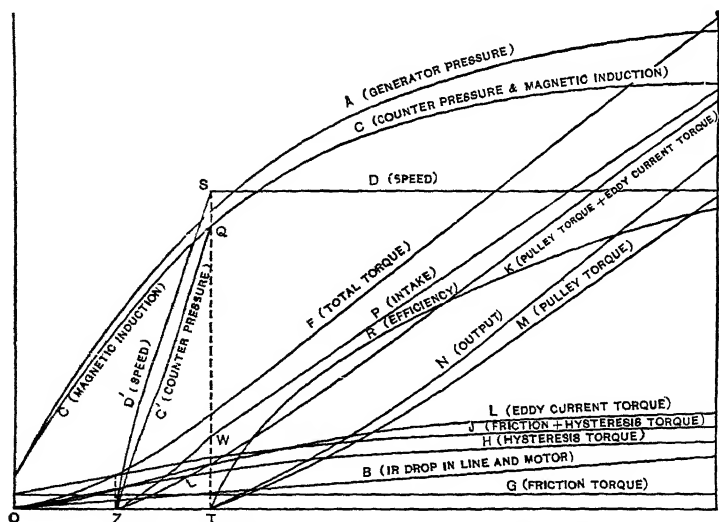 A (GENERATOR PRESSURE)
C (COUNTER PRESSURE & MAGNETIC INDUCTION)
S
D (SPEED)
Q
K (PULLEY TORQUE + EDDY CURRENT TORQUE)
F (TOTAL TORQUE)
P (INTAKE)
R (EFFICIENCY)
C (MAGNETIC INDUCTION)
D' (SPEED)
C' (COUNTER PRESSURE)
N (OUTPUT)
M (PULLEY TORQUE)
L (EDDY CURRENT TORQUE)
J (FRICTION + HYSTERESIS TORQUE)
W
H (HYSTERESIS TORQUE)
B (IR DROP IN LINE AND MOTOR)
L
G (FRICTION TORQUE)
O Z T